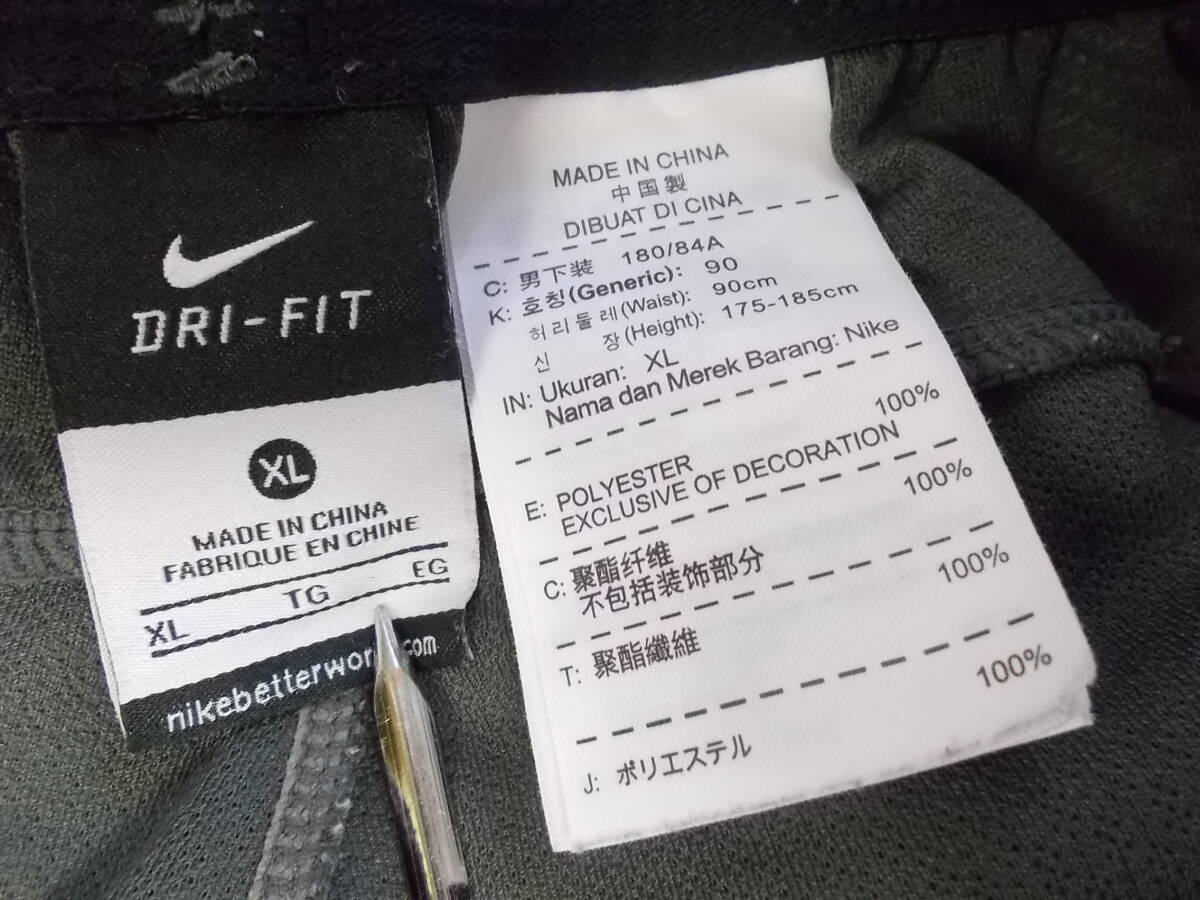 DRI-FIT
XL
MADE IN CHINA
FABRIQUE EN CHINE
XL TG EG
nikebetterwor .com
MADE IN CHINA
中国製
DIBUAT DI CINA
C: 男下装 180/84A
K: 호칭(Generic): 90
허리둘레(Waist): 90cm
신 장(Height): 175-185cm
IN: Ukuran: XL
Nama dan Merek Barang: Nike
100%
E: POLYESTER
EXCLUSIVE OF DECORATION
100%
C: 聚酯纤维
不包括装饰部分
100%
T: 聚酯纖維
100%
J: ポリエステル